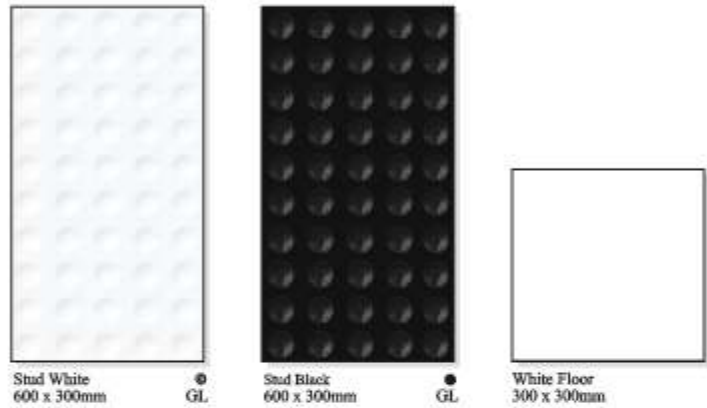 Stud White
600 x 300mm GL
Stud Black
600 x 300mm GL
White Floor
300 x 300mm